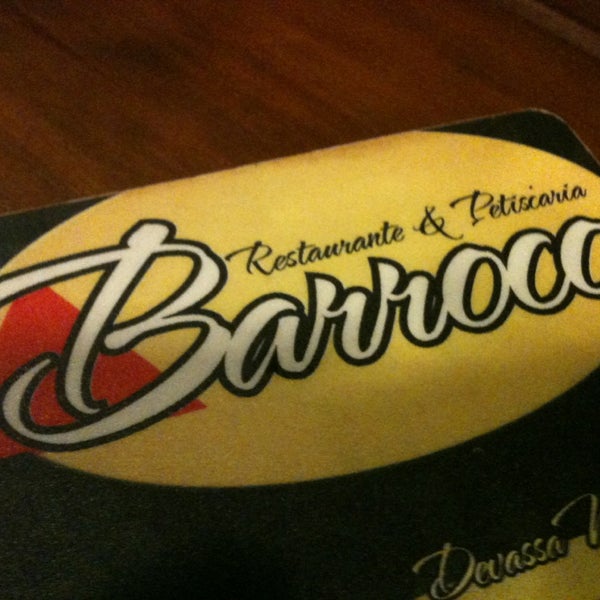 Restaurante & Petiscaria
Barroco
Devassa